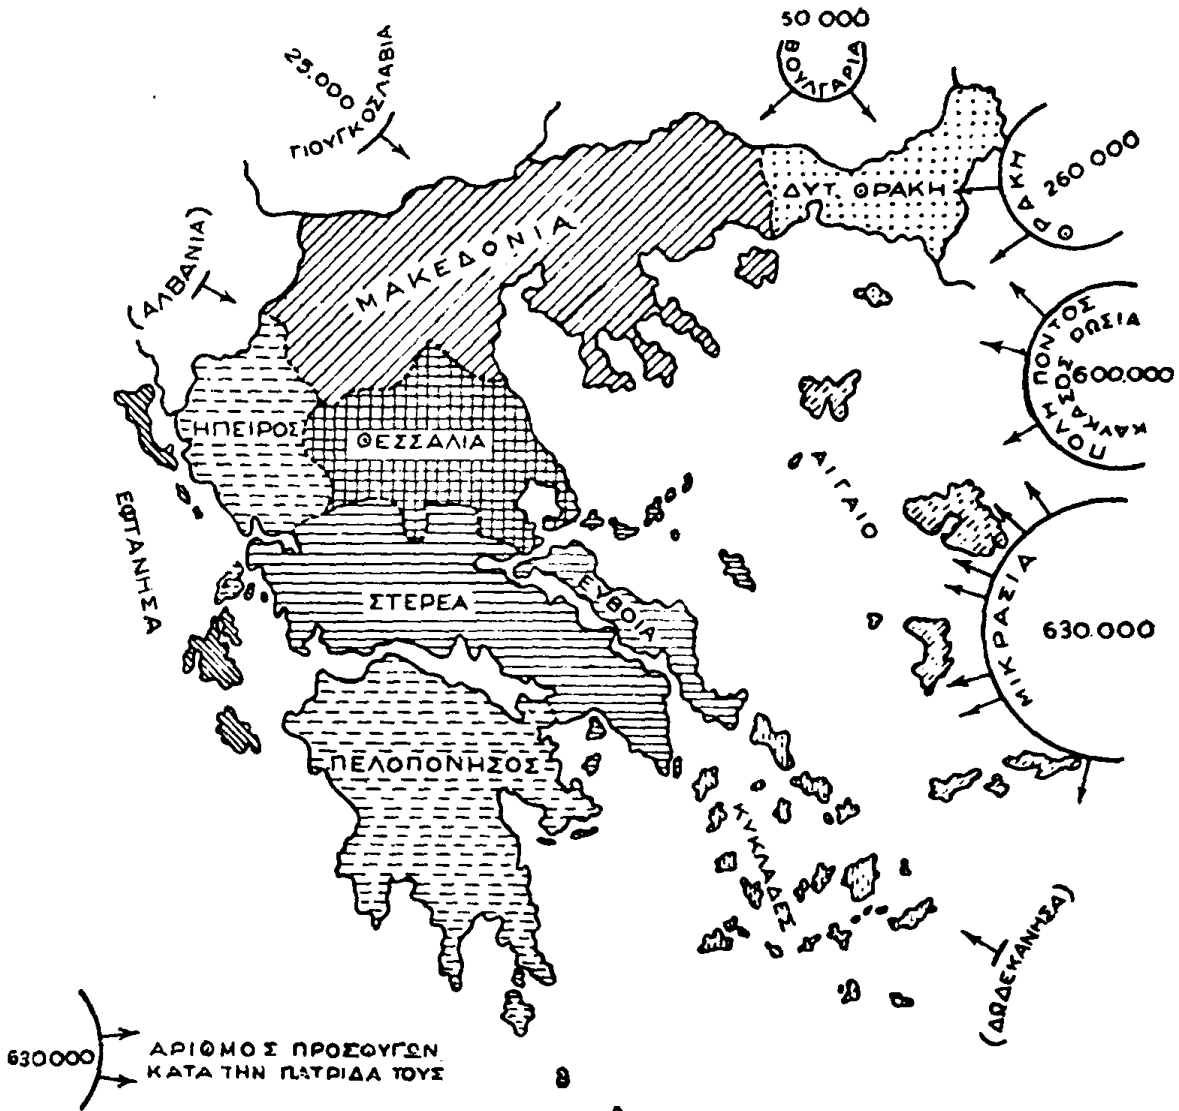 50 000
ΒΟΥΛΓΑΡΙΑ
25.000
ΓΙΟΥΓΚΟΣΛΑΒΙΑ
ΔΥΤ. ΘΡΑΚΗ
ΘΡΑΚΗ
260 000
ΜΑΚΕΔΟΝΙΑ
(ΑΛΒΑΝΙΑ)
ΠΟΛΗ ΠΟΝΤΟΣ
ΚΑΥΚΑΣΟΣ ΡΩΣΙΑ
600.000
ΗΠΕΙΡΟΣ
ΘΕΣΣΑΛΙΑ
ΑΙΓΑΙΟ
ΕΦΤΑΝΗΣΑ
ΣΤΕΡΕΑ
ΕΥΒΟΙΑ
ΜΙΚΡΑΣΙΑ
630.000
ΠΕΛΟΠΟΝΗΣΟΣ
ΚΥΚΛΑΔΕΣ
(ΔΩΔΕΚΑΝΗΣΑ)
630000
ΑΡΙΘΜΟΣ ΠΡΟΣΦΥΓΩΝ
ΚΑΤΑ ΤΗΝ ΠΑΤΡΙΔΑ ΤΟΥΣ